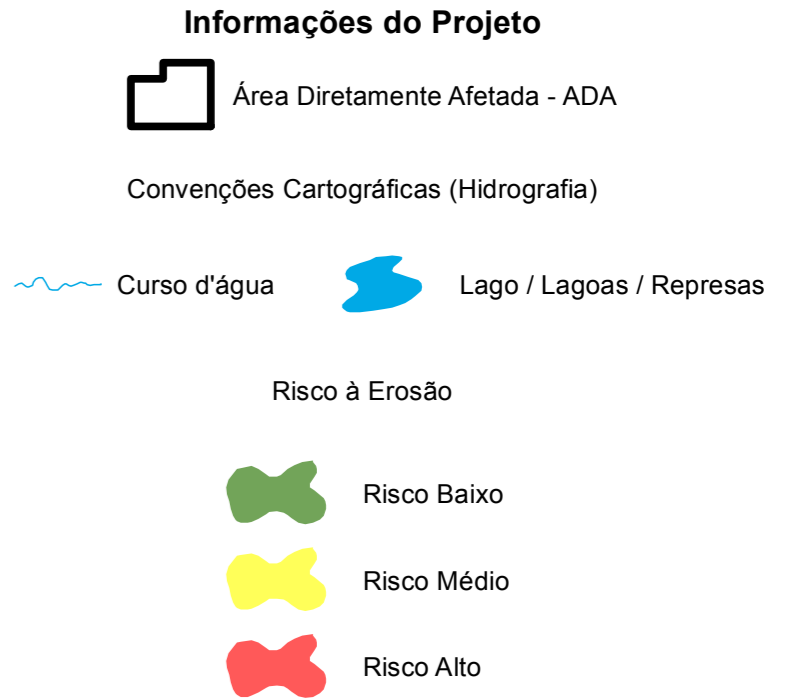 Informações do Projeto
Área Diretamente Afetada - ADA
Convenções Cartográficas (Hidrografia)
Curso d'água
Lago / Lagoas / Represas
Risco à Erosão
Risco Baixo
Risco Médio
Risco Alto